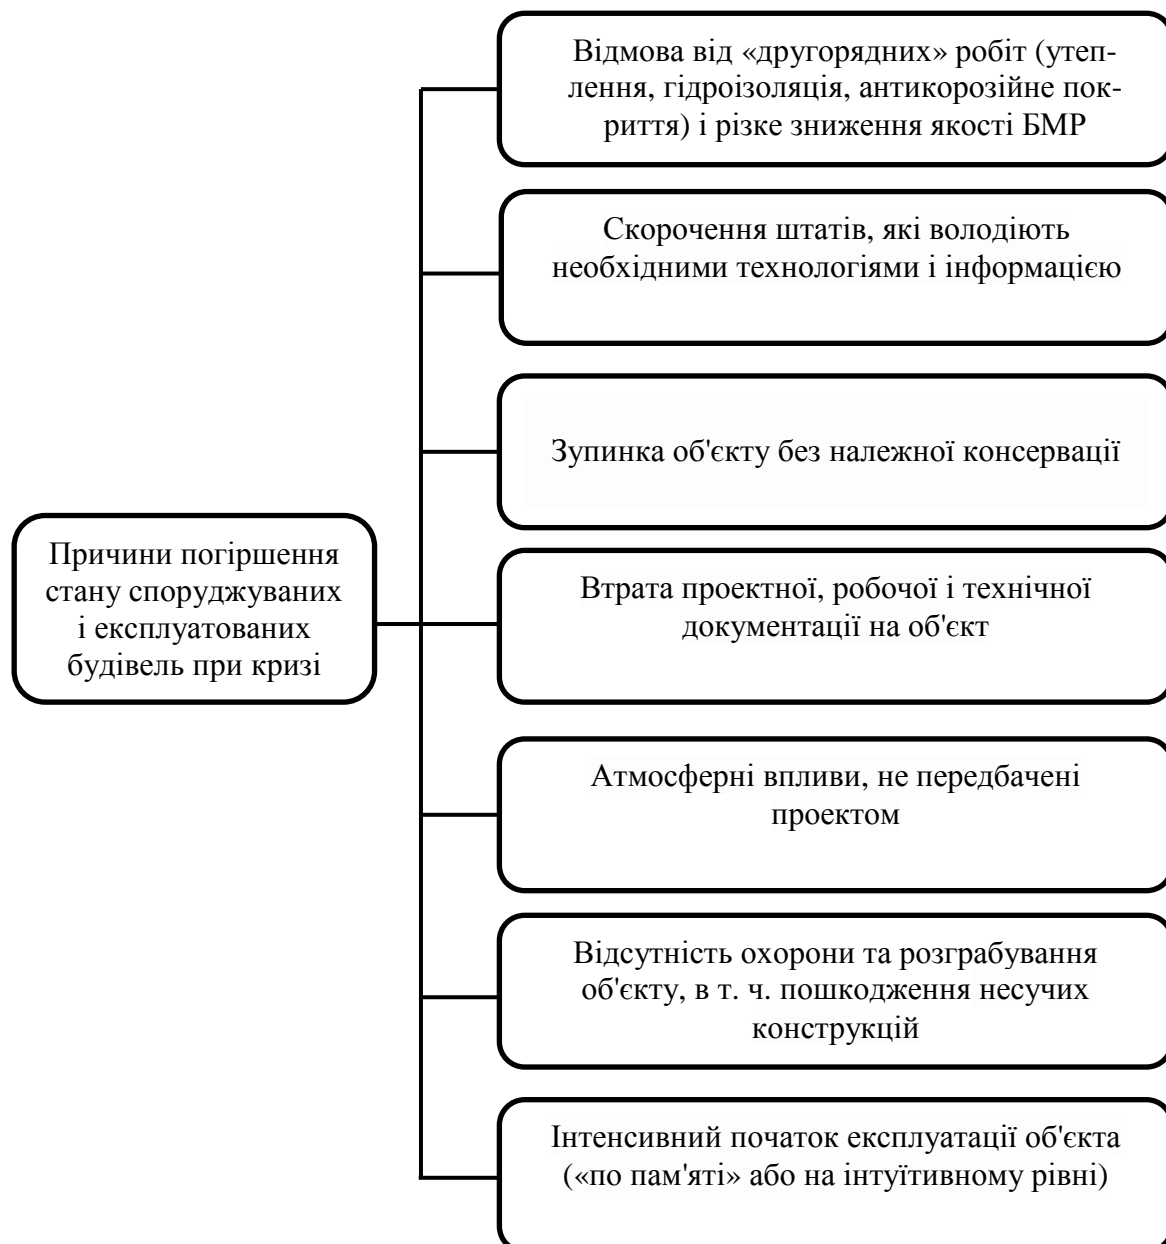 Відмова від «другорядних» робіт (утеп-
лення, гідроізоляція, антикорозійне пок-
риття) і різке зниження якості БМР
Скорочення штатів, які володіють
необхідними технологіями і інформацією
Зупинка об'єкту без належної консервації
Причини погіршення
стану споруджуваних
і експлуатованих
будівель при кризі
Втрата проектної, робочої і технічної
документації на об'єкт
Атмосферні впливи, не передбачені
проектом
Відсутність охорони та розграбування
об'єкту, в т. ч. пошкодження несучих
конструкцій
Інтенсивний початок експлуатації об'єкта
(«по пам'яті» або на інтуїтивному рівні)